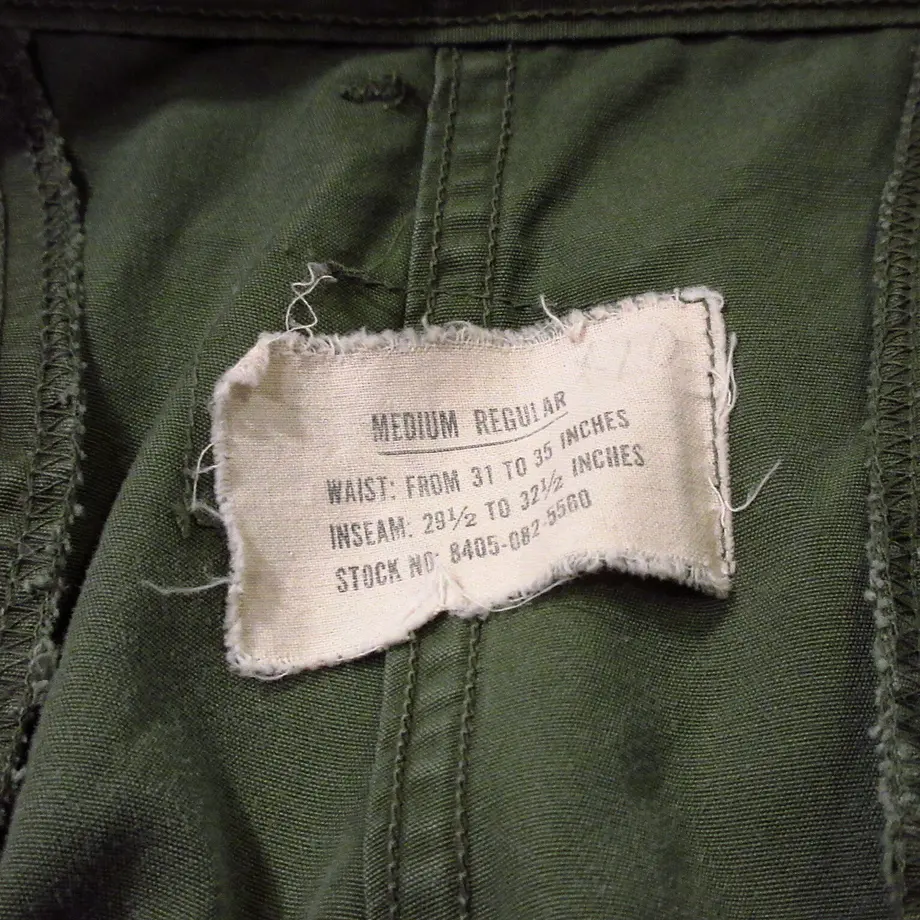 MEDIUM REGULAR
WAIST: FROM 31 TO 35 INCHES
INSEAM: 29½ TO 32½ INCHES
STOCK NO: 8405-082-5560